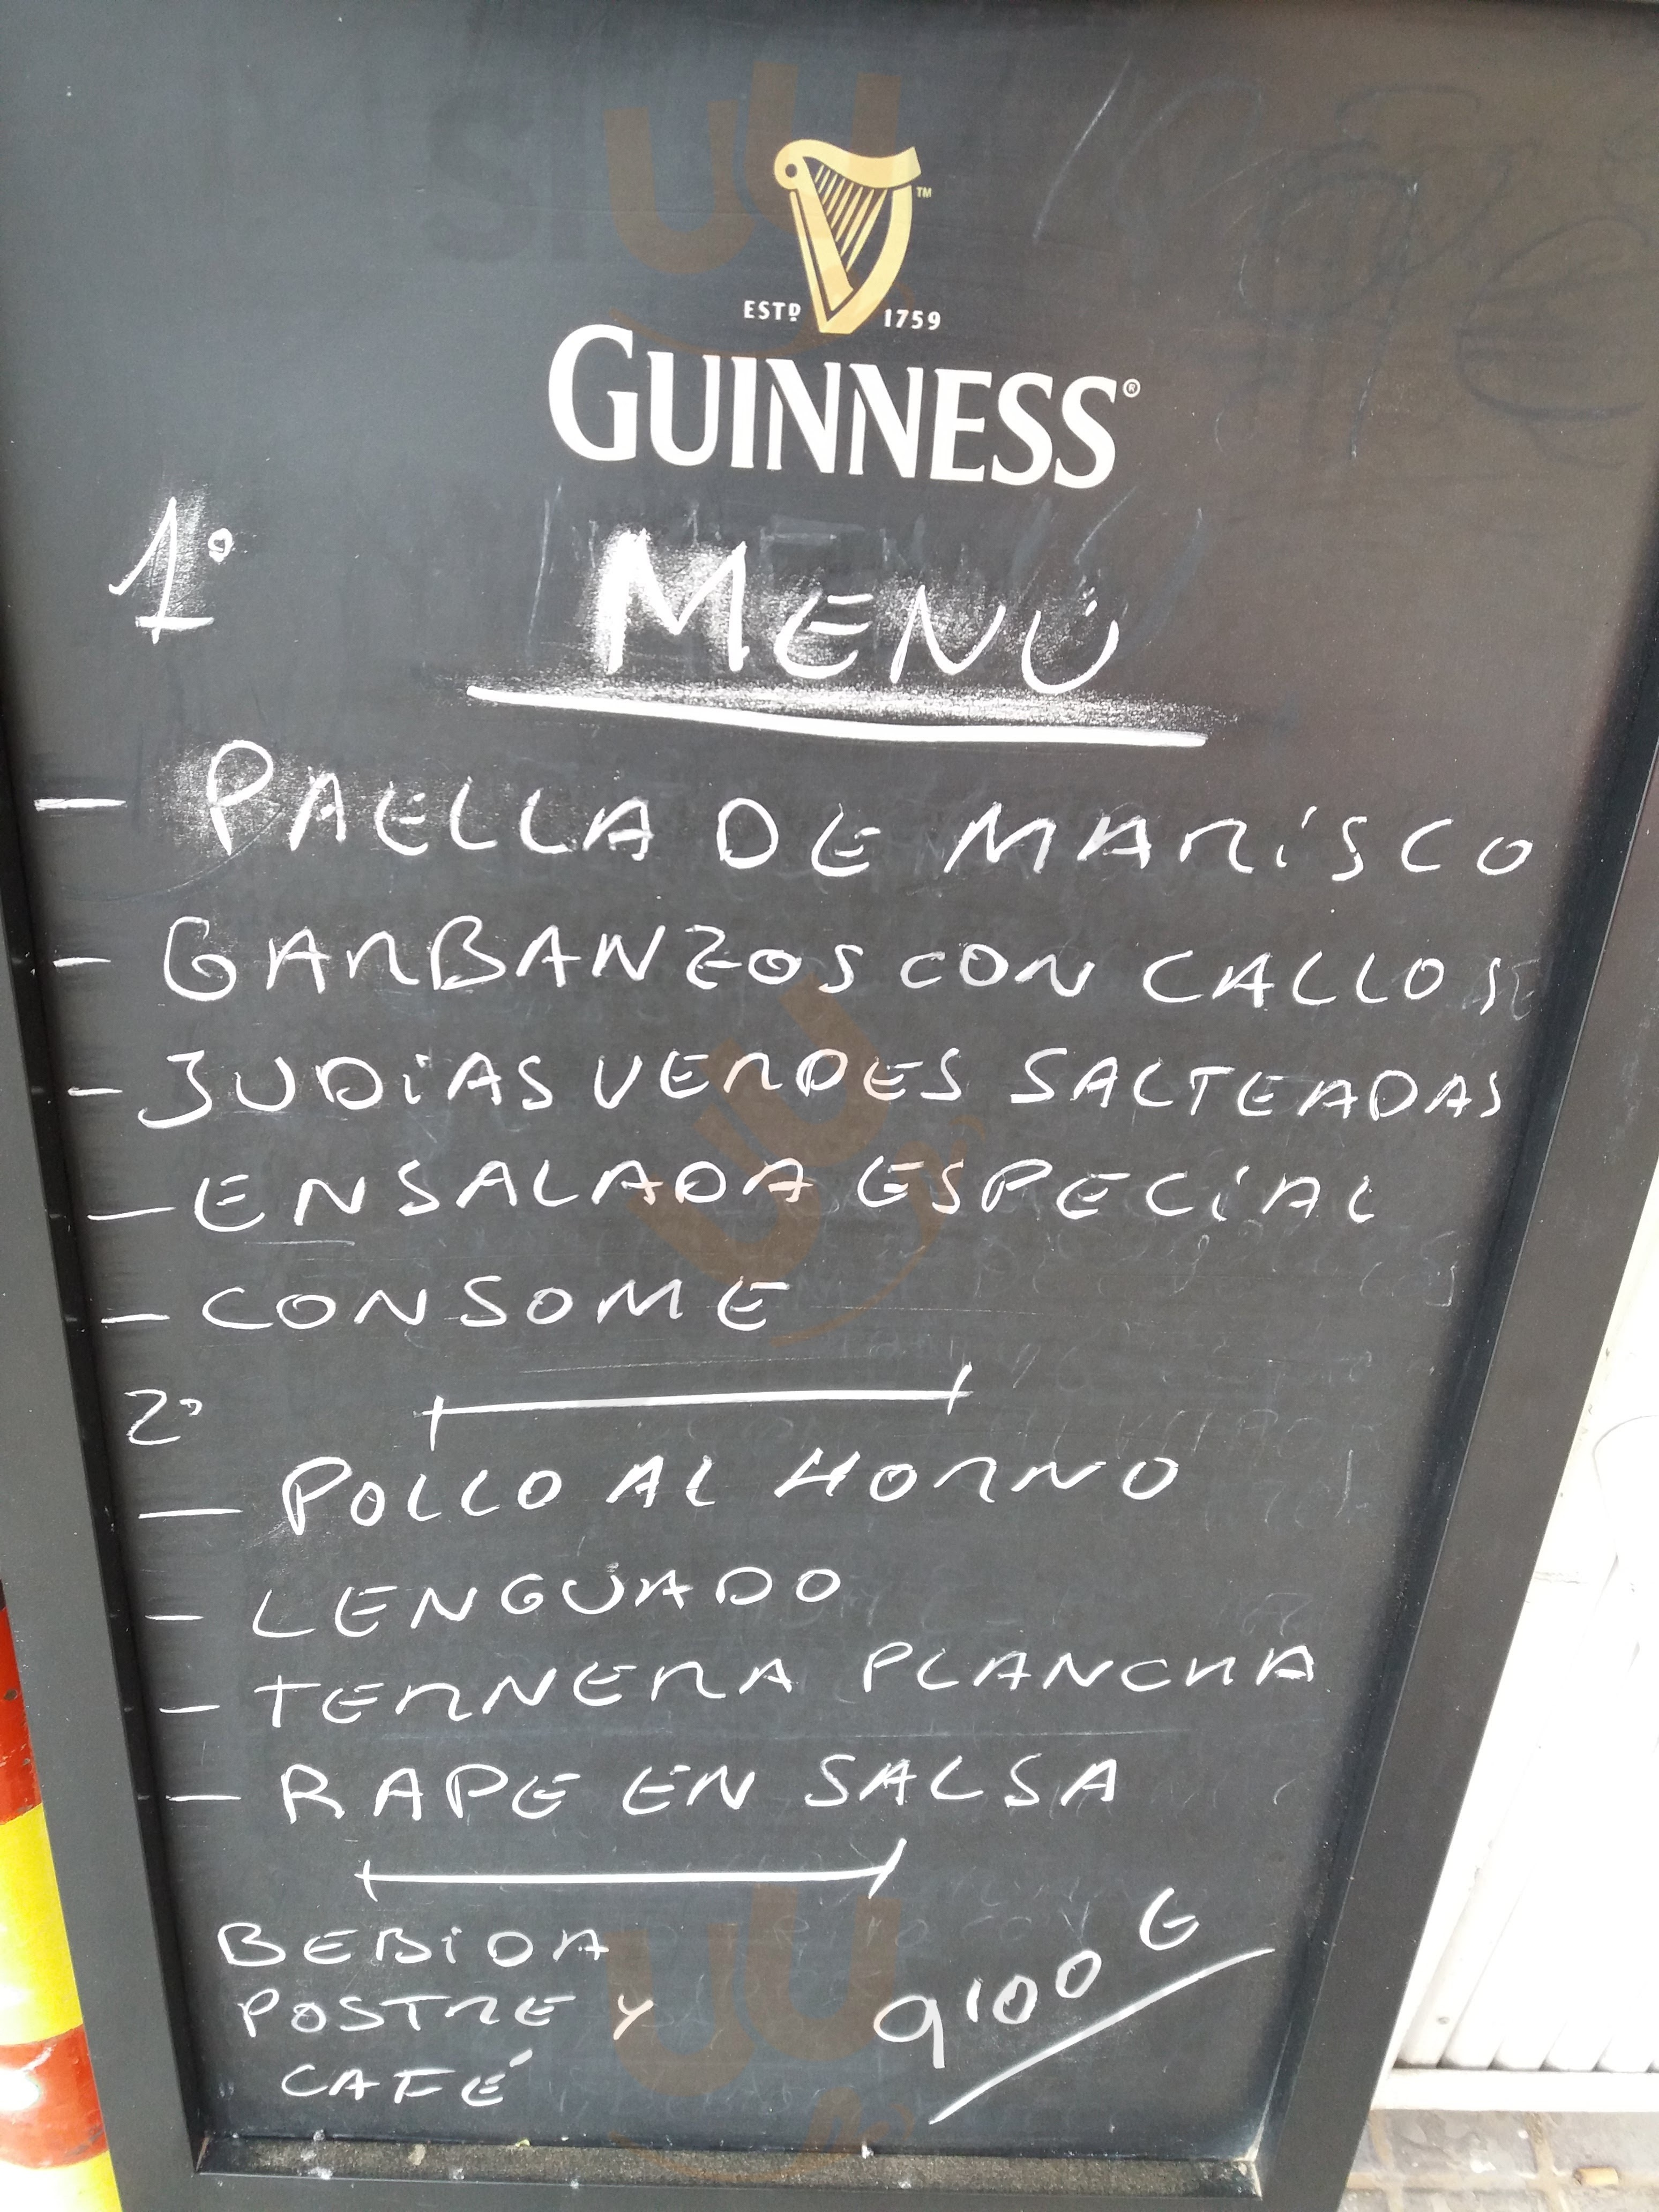 ESTD 1759
GUINNESS
1º MENÚ
- PAELLA DE MARISCO
- GARBANZOS CON CALLOS
- JUDIAS VERDES SALTEADAS
- ENSALADA ESPECIAL
- CONSOME
2º
- POLLO AL HORNO
- LENGUADO
- TERNERA PLANCHA
- RAPE EN SALSA
BEBIDA
POSTRE Y
CAFÉ
9'00 €